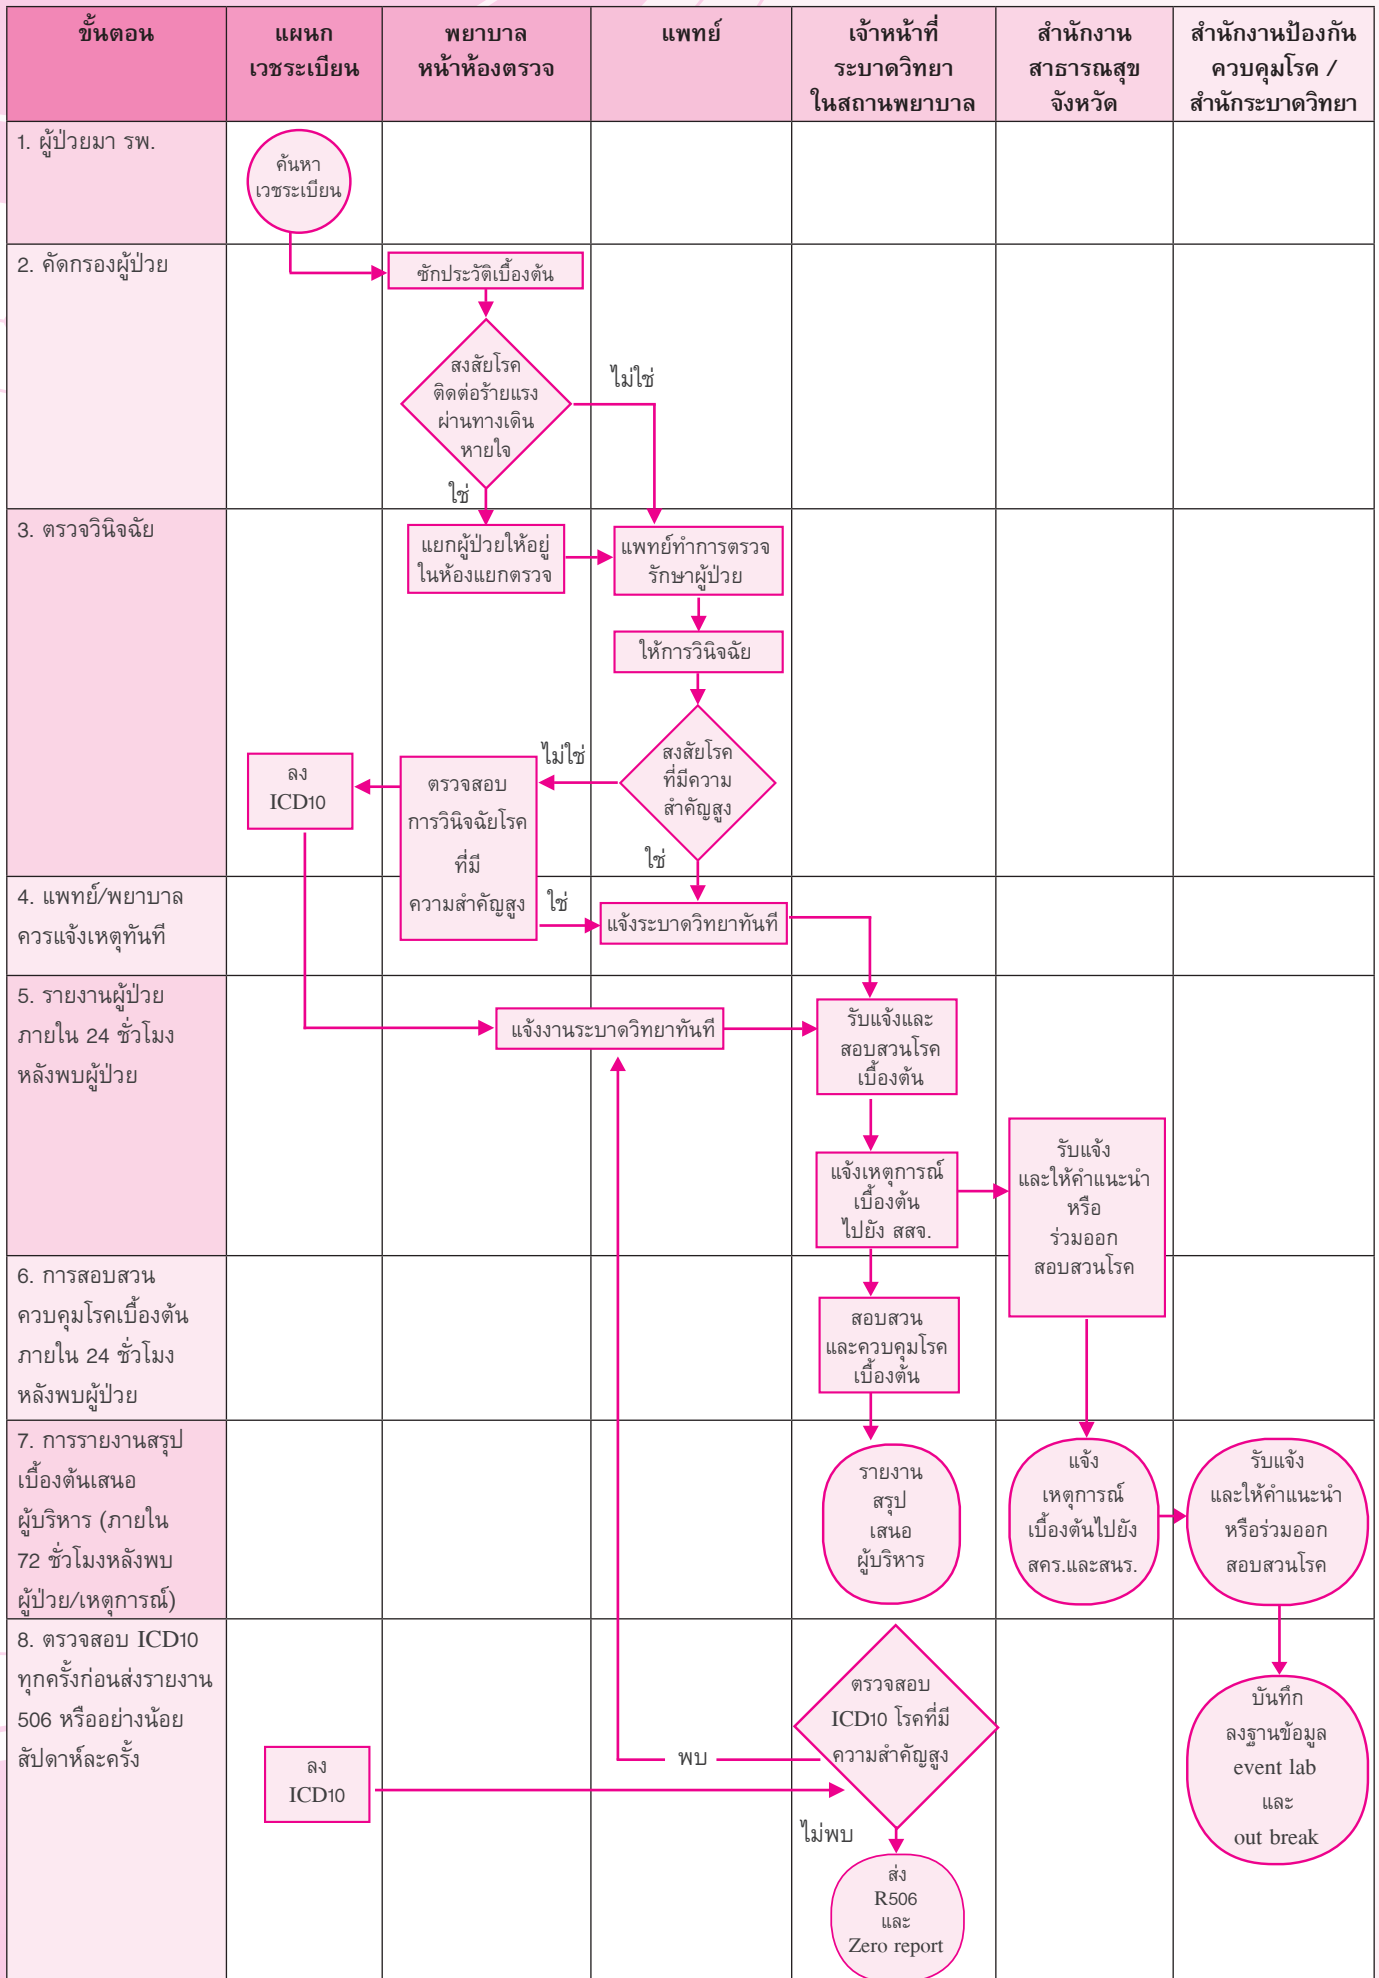 ขั้นตอน
แผนก
เวชระเบียน
พยาบาล
หน้าห้องตรวจ
แพทย์
เจ้าหน้าที่
ระบาดวิทยา
ในสถานพยาบาล
สำนักงาน
สาธารณสุข
จังหวัด
สำนักงานป้องกัน
ควบคุมโรค /
สำนักระบาดวิทยา
1. ผู้ป่วยมา รพ.
ค้นหา
เวชระเบียน
2. คัดกรองผู้ป่วย
ซักประวัติเบื้องต้น
สงสัยโรค
ติดต่อร้ายแรง
ผ่านทางเดิน
หายใจ
ไม่ใช่
ใช่
3. ตรวจวินิจฉัย
แยกผู้ป่วยให้อยู่
ในห้องแยกตรวจ
แพทย์ทำการตรวจ
รักษาผู้ป่วย
ให้การวินิจฉัย
สงสัยโรค
ที่มีความ
สำคัญสูง
ไม่ใช่
ใช่
ตรวจสอบ
การวินิจฉัยโรค
ที่มี
ความสำคัญสูง
ลง
ICD10
4. แพทย์/พยาบาล
ควรแจ้งเหตุทันที
ใช่
แจ้งระบาดวิทยาทันที
5. รายงานผู้ป่วย
ภายใน 24 ชั่วโมง
หลังพบผู้ป่วย
แจ้งงานระบาดวิทยาทันที
รับแจ้งและ
สอบสวนโรค
เบื้องต้น
แจ้งเหตุการณ์
เบื้องต้น
ไปยัง สสจ.
รับแจ้ง
และให้คำแนะนำ
หรือ
ร่วมออก
สอบสวนโรค
6. การสอบสวน
ควบคุมโรคเบื้องต้น
ภายใน 24 ชั่วโมง
หลังพบผู้ป่วย
สอบสวน
และควบคุมโรค
เบื้องต้น
7. การรายงานสรุป
เบื้องต้นเสนอ
ผู้บริหาร (ภายใน
72 ชั่วโมงหลังพบ
ผู้ป่วย/เหตุการณ์)
รายงาน
สรุป
เสนอ
ผู้บริหาร
แจ้ง
เหตุการณ์
เบื้องต้นไปยัง
สคร.และสนร.
รับแจ้ง
และให้คำแนะนำ
หรือร่วมออก
สอบสวนโรค
8. ตรวจสอบ ICD10
ทุกครั้งก่อนส่งรายงาน
506 หรืออย่างน้อย
สัปดาห์ละครั้ง
ลง
ICD10
พบ
ตรวจสอบ
ICD10 โรคที่มี
ความสำคัญสูง
ไม่พบ
ส่ง
R506
และ
Zero report
บันทึก
ลงฐานข้อมูล
event lab
และ
out break